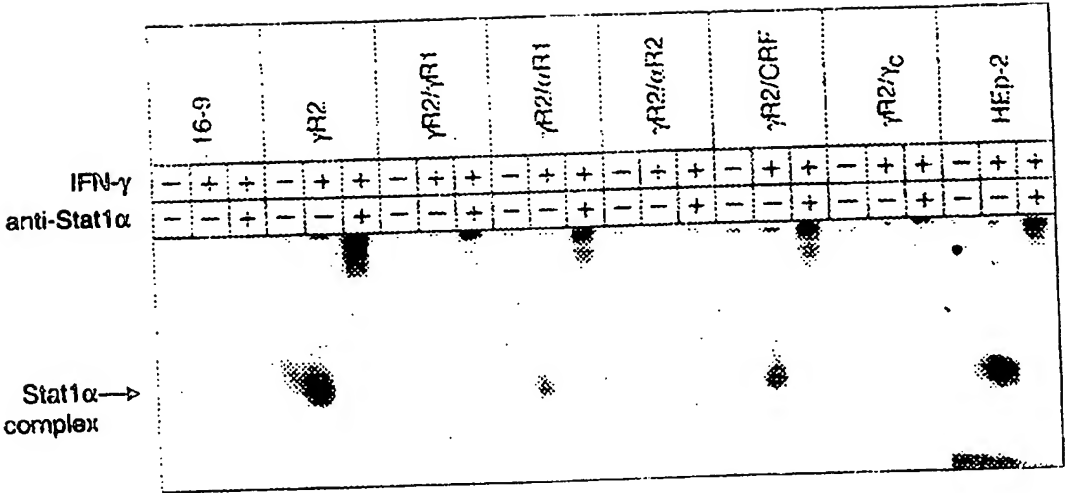 16-9 γR2 γR2/γR1 γR2/αR1 γR2/αR2 γR2/CRF γR2/γc HEp-2
IFN-γ − + + − + + − + + − + + − + + − + + − + + − + +
anti-Stat1α − − + − − + − − + − − + − − + − − + − − + − − +
Stat1α
complex